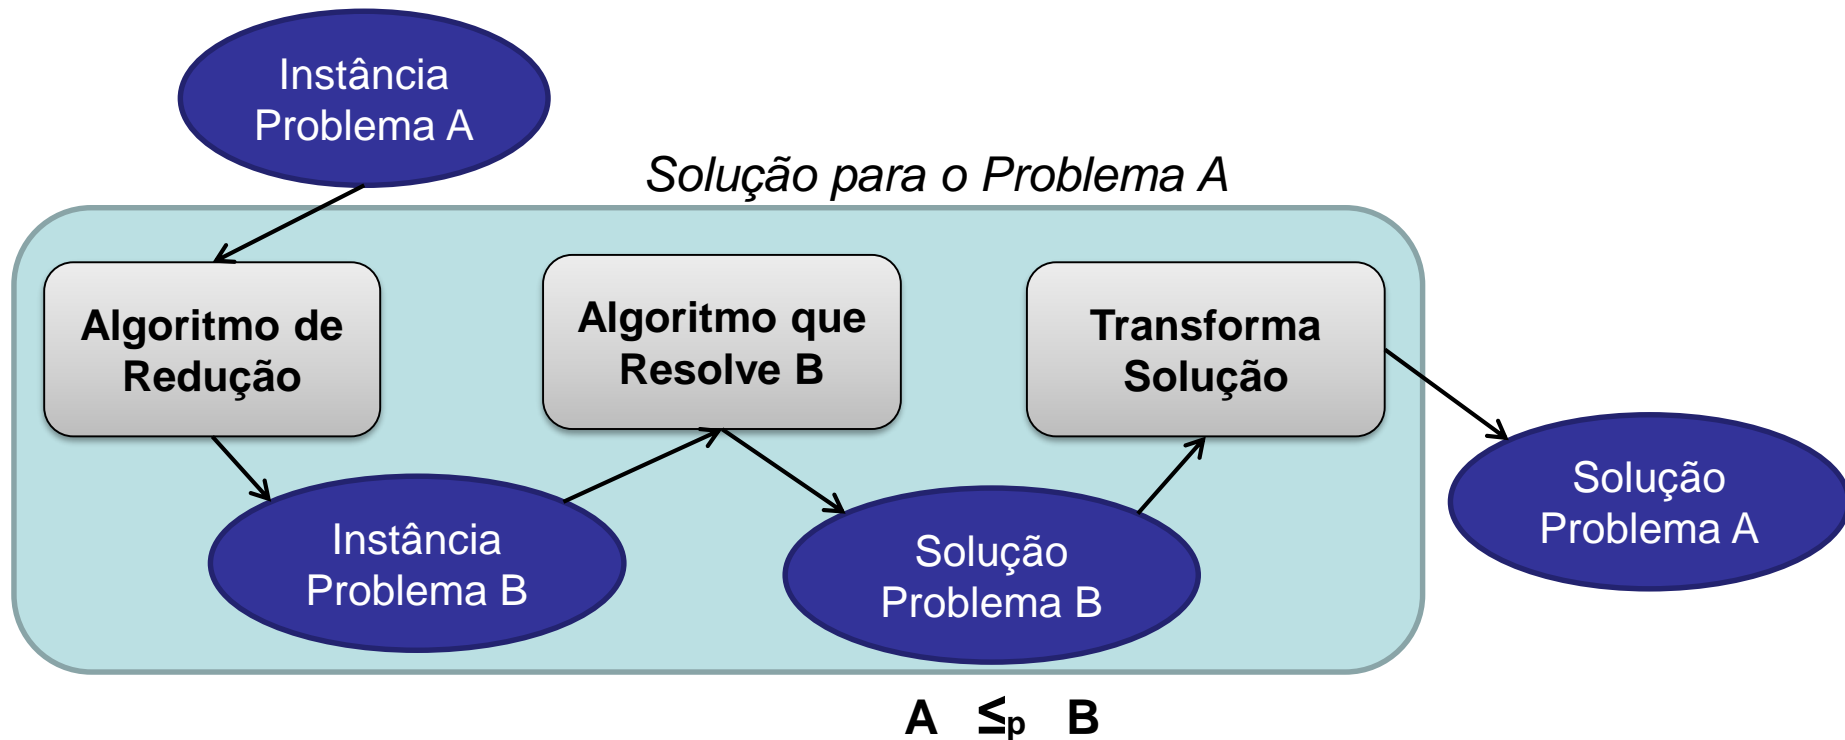 Instância
Problema A
Solução para o Problema A
Algoritmo de
Redução
Algoritmo que
Resolve B
Transforma
Solução
Instância
Problema B
Solução
Problema B
Solução
Problema A
A ≤p B